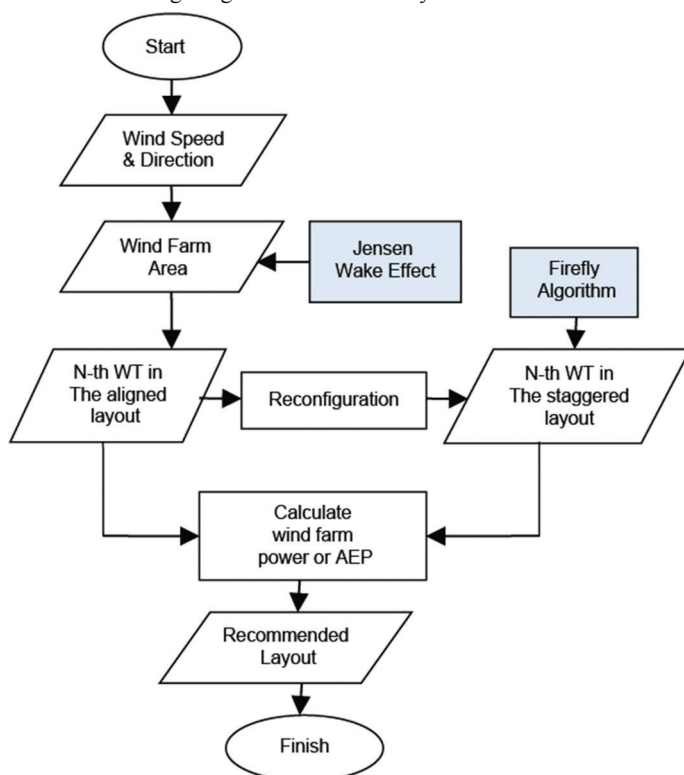 Start
Wind Speed
& Direction
Wind Farm
Area
Jensen
Wake Effect
Firefly
Algorithm
N-th WT in
The aligned
layout
Reconfiguration
N-th WT in
The staggered
layout
Calculate
wind farm
power or AEP
Recommended
Layout
Finish